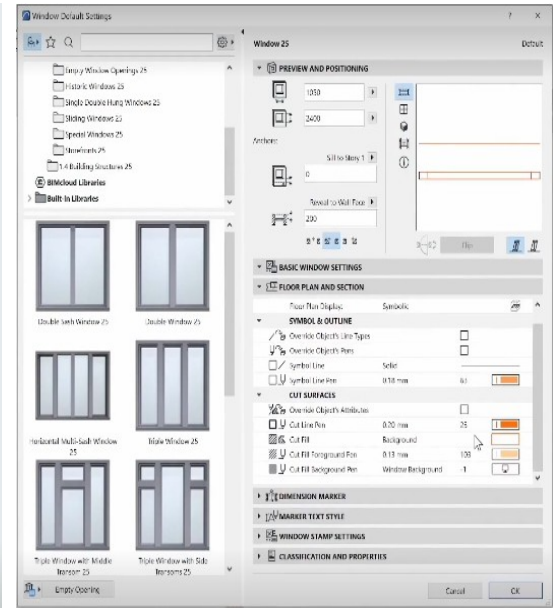 Window Default Settings
? X
Empty Window Openings 25
Historic Windows 25
Single Double Hung Windows 25
Sliding Windows 25
Special Windows 25
Storefronts 25
1.4 Building Structures 25
BIMcloud Libraries
Built-in Libraries
Double Sash Window 25
Double Window 25
Horizontal Multi-Sash Window
25
Triple Window 25
Triple Window with Middle
Transom 25
Triple Window with Side
Transoms 25
Empty Opening
Window 25
Default
PREVIEW AND POSITIONING
1050
2400
Anchors:
Sill to Story 1
0
Reveal to Wall Face
200
Flip
BASIC WINDOW SETTINGS
FLOOR PLAN AND SECTION
Floor Plan Display: Symbolic
SYMBOL & OUTLINE
Override Object's Line Types
Override Object's Pens
Symbol Line Solid
Symbol Line Pen 0.18 mm
CUT SURFACES
Override Object's Attributes
Cut Line Pen 0.20 mm
Cut Fill Background
Cut Fill Foreground Pen 0.13 mm
Cut Fill Background Pen Window Background -1
DIMENSION MARKER
MARKER TEXT STYLE
WINDOW STAMP SETTINGS
CLASSIFICATION AND PROPERTIES
Cancel
OK